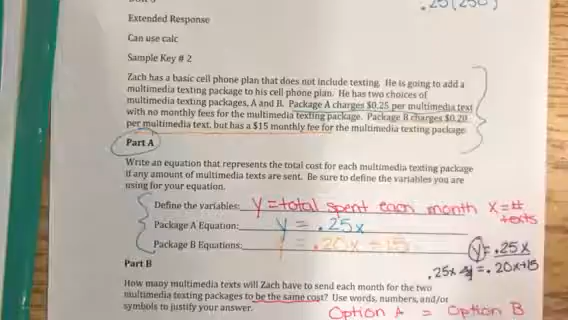 .25(250)
Extended Response
Can use calc
Sample Key # 2
Zach has a basic cell phone plan that does not include texting. He is going to add a
multimedia texting package to his cell phone plan. He has two choices of
multimedia texting packages, A and B. Package A charges $0.25 per multimedia text
with no monthly fees for the multimedia texting package. Package B charges $0.20
per multimedia text, but has a $15 monthly fee for the multimedia texting package.
Part A
Write an equation that represents the total cost for each multimedia texting package
if any amount of multimedia texts are sent. Be sure to define the variables you are
using for your equation.
Define the variables: y = total spent each month x = # texts
Package A Equation: y = .25x
Package B Equations: y = .20x + 15
y = .25x
.25x = .20x+15
Part B
How many multimedia texts will Zach have to send each month for the two
multimedia texting packages to be the same cost? Use words, numbers, and/or
symbols to justify your answer.
Option A = Option B